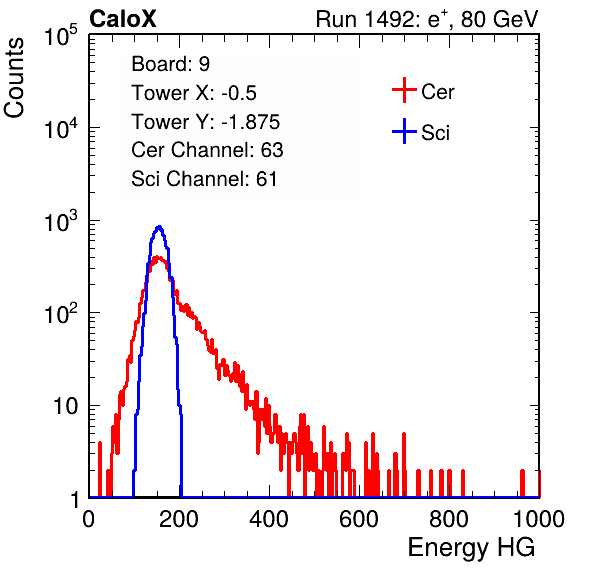 CaloX Run 1492: e+, 80 GeV
Counts
Board: 9
Tower X: -0.5
Tower Y: -1.875
Cer Channel: 63
Sci Channel: 61
Cer
Sci
10^5
10^4
10^3
10^2
10
1
0 200 400 600 800 1000
Energy HG